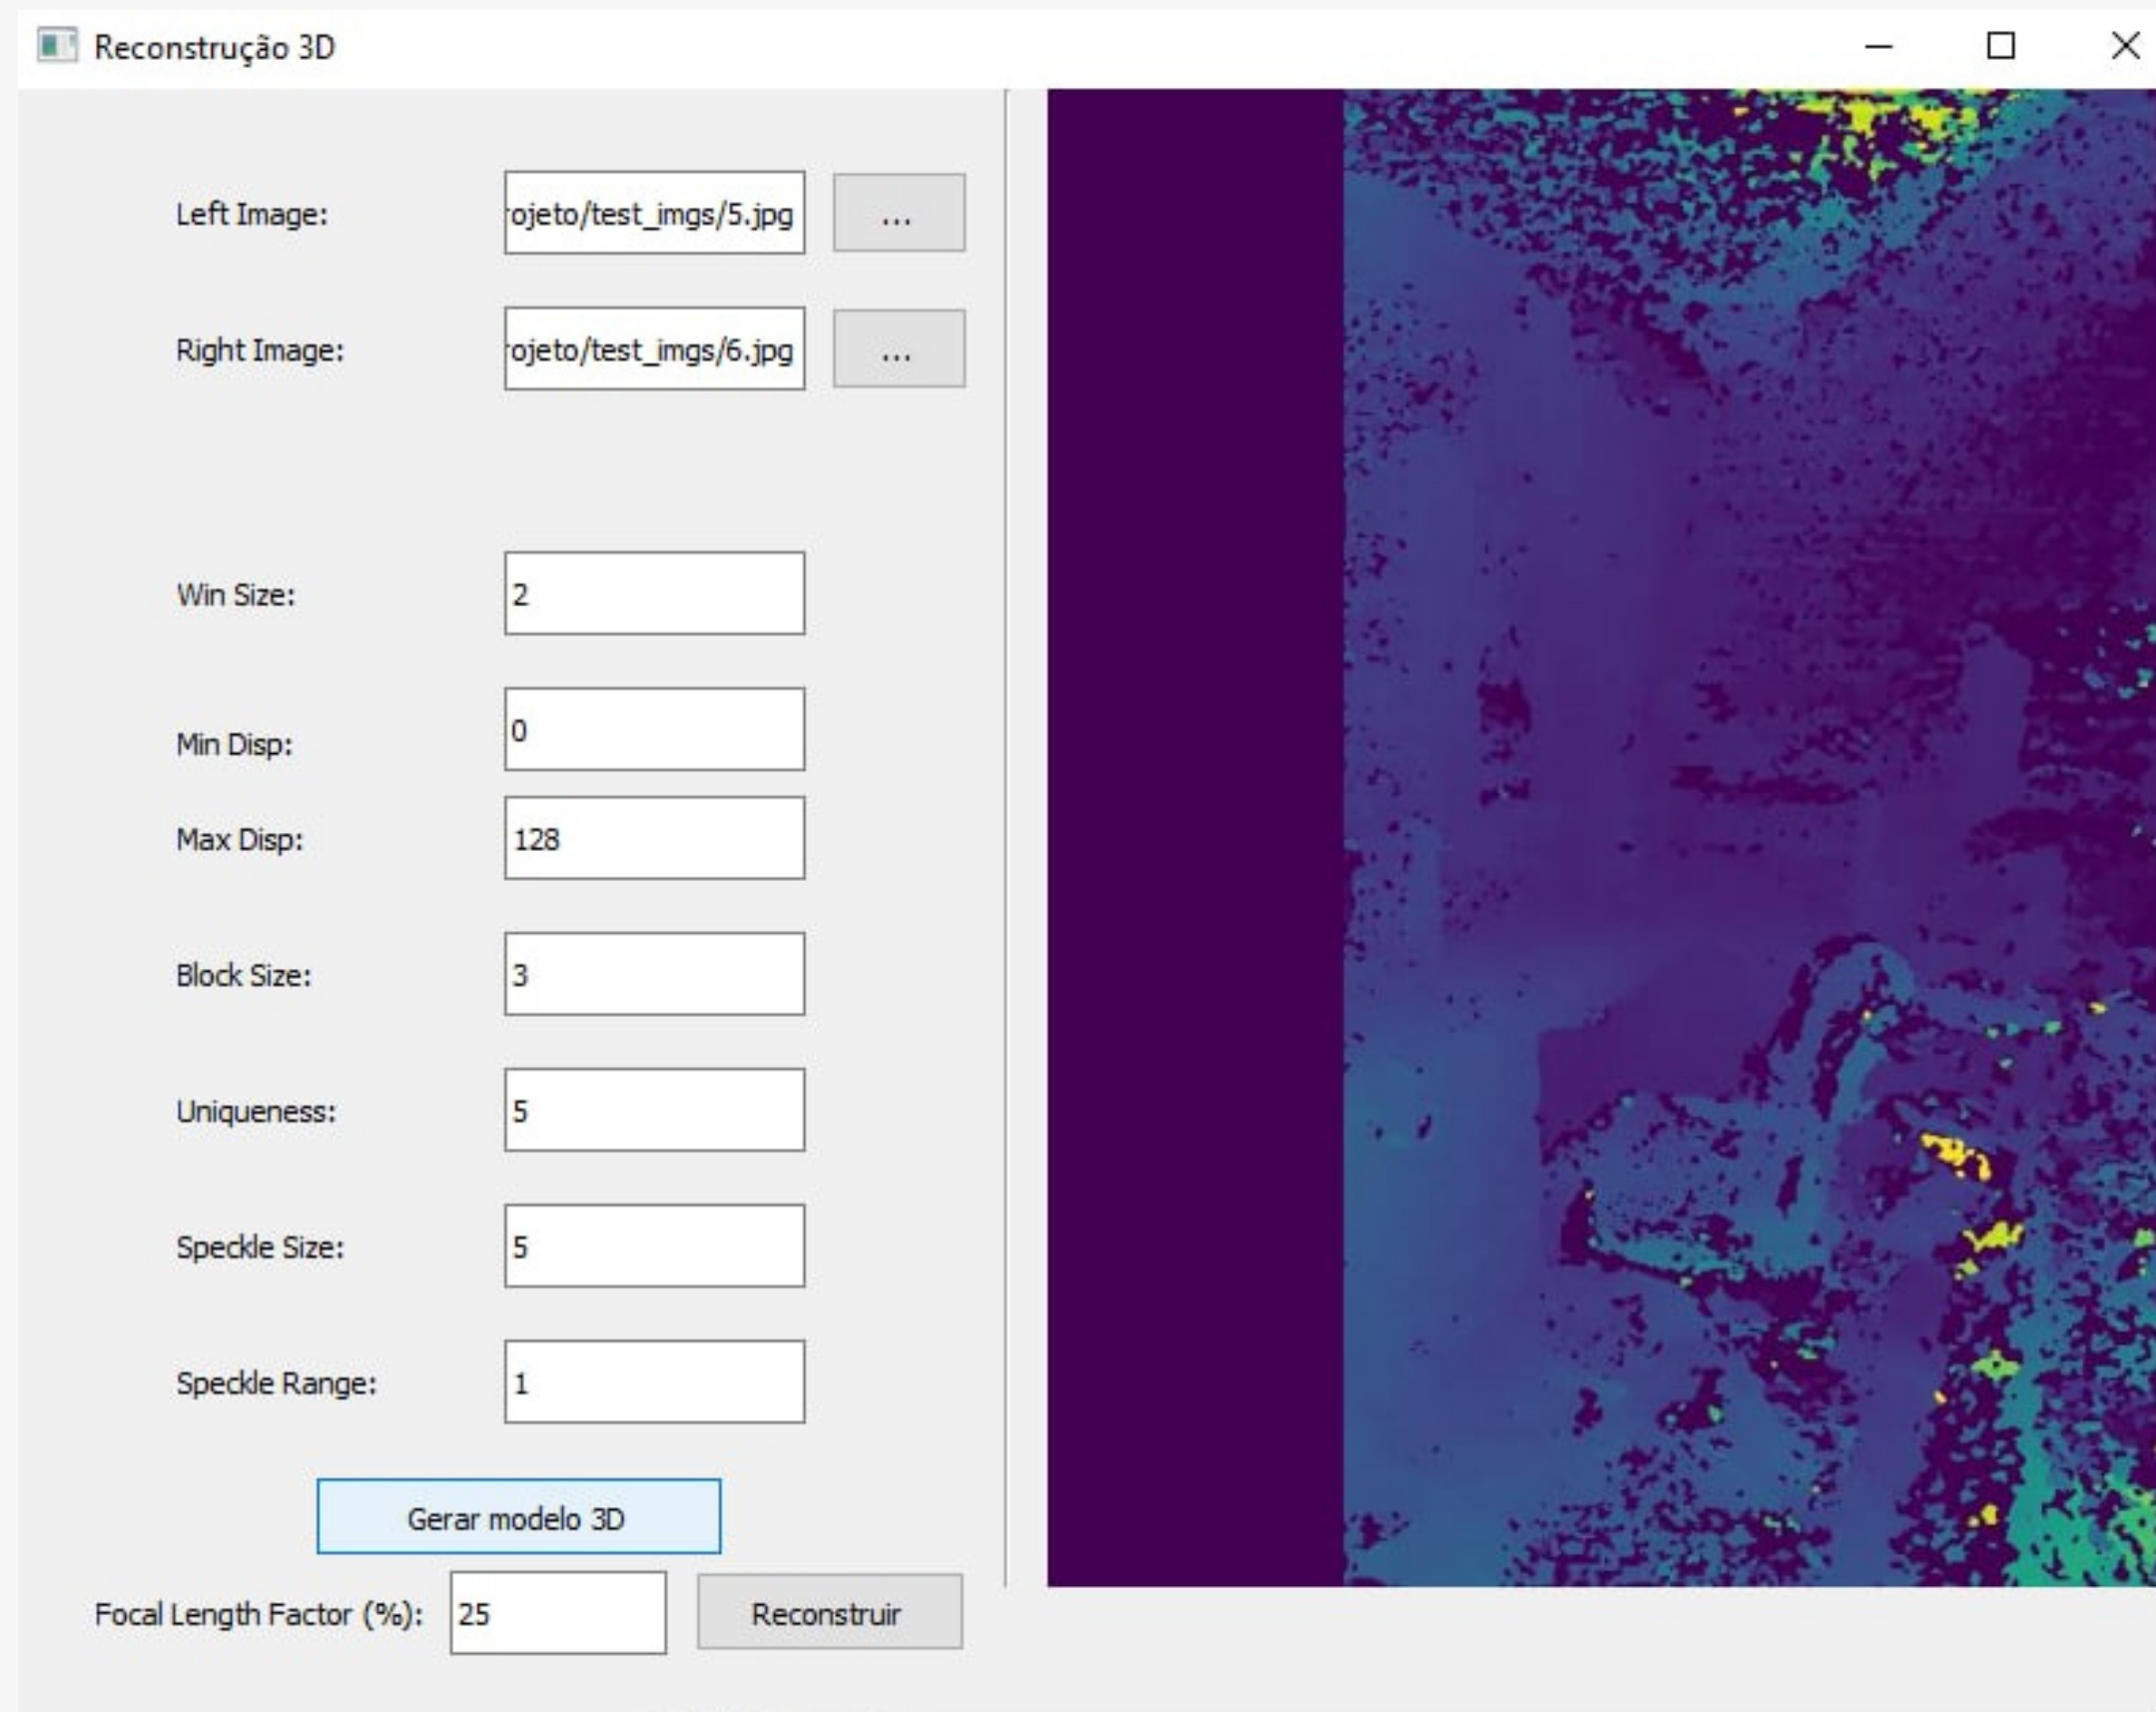 Reconstrução 3D
Left Image: rojeto/test_imgs/5.jpg ...
Right Image: rojeto/test_imgs/6.jpg ...
Win Size: 2
Min Disp: 0
Max Disp: 128
Block Size: 3
Uniqueness: 5
Speckle Size: 5
Speckle Range: 1
Gerar modelo 3D
Focal Length Factor (%): 25 Reconstruir